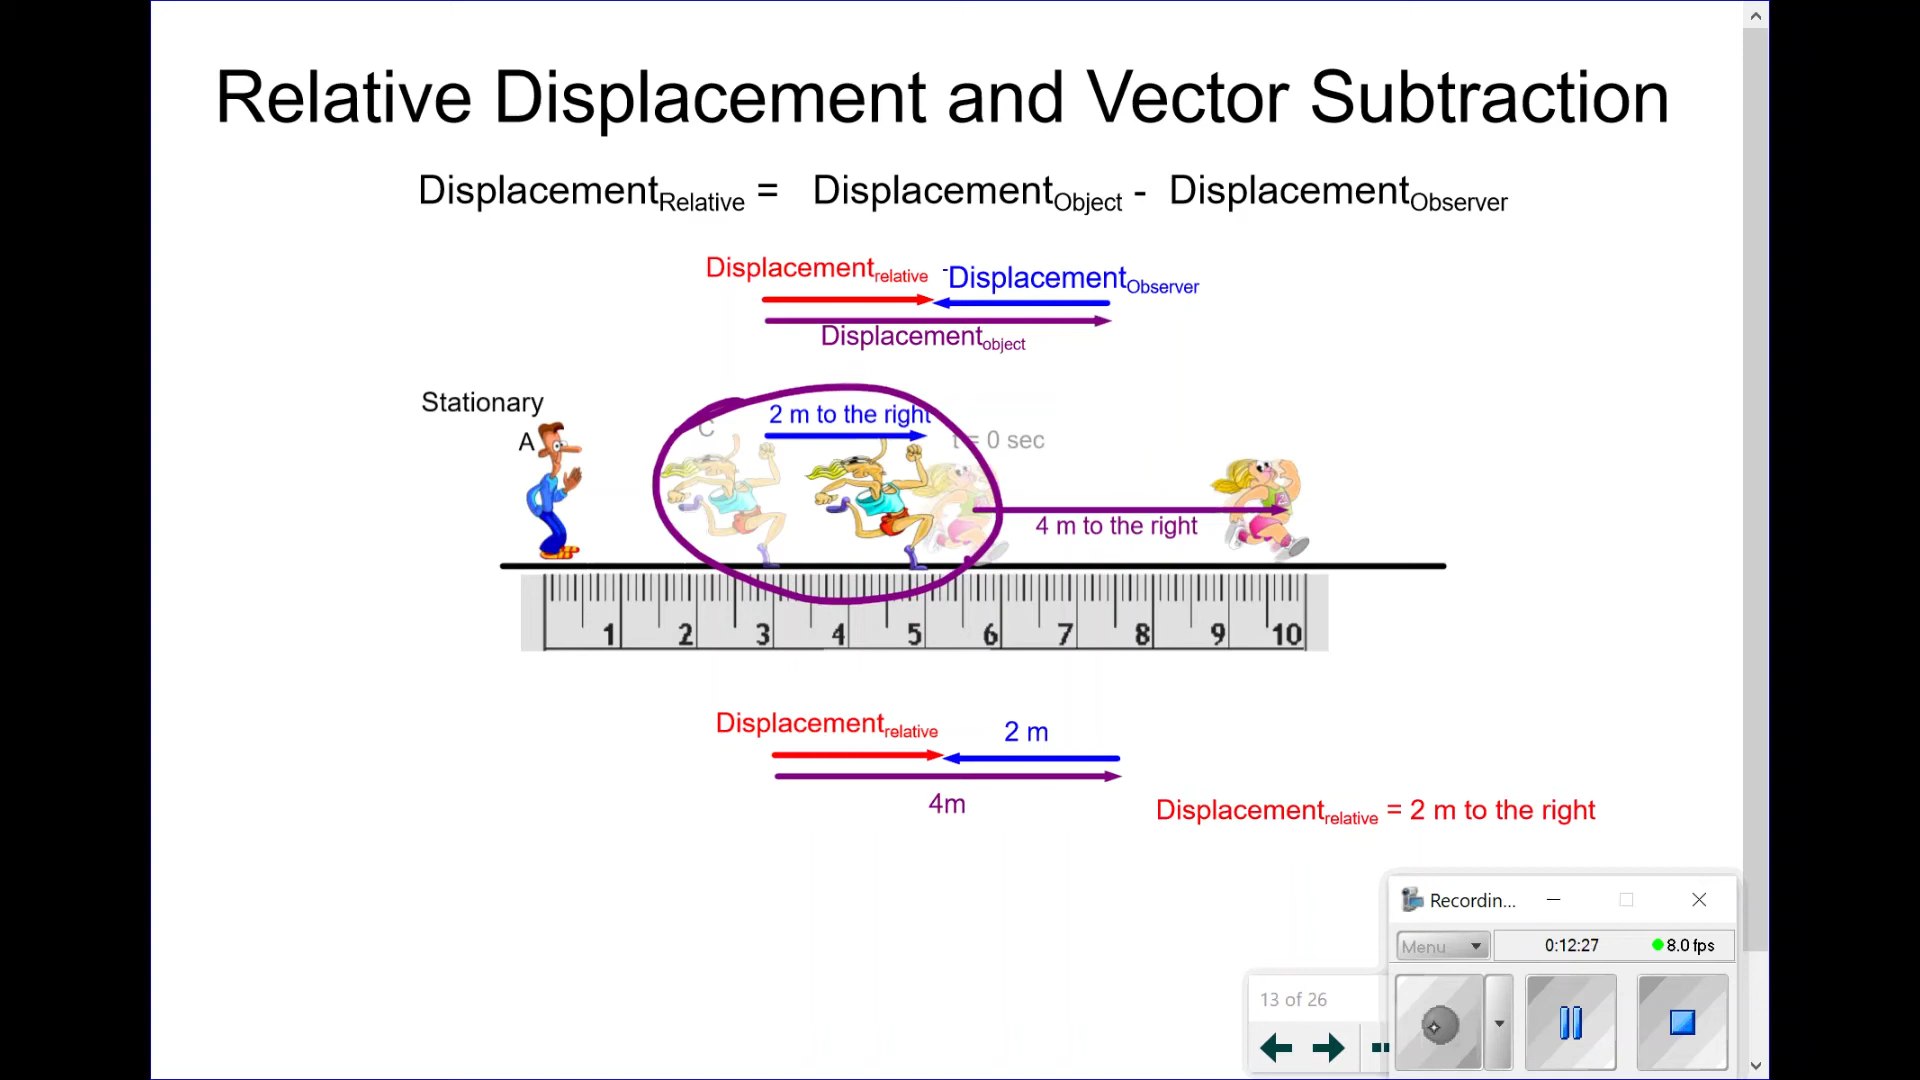 Relative Displacement and Vector Subtraction
DisplacementRelative = DisplacementObject - DisplacementObserver
Displacementrelative -DisplacementObserver
Displacementobject
Stationary
A
C
2 m to the right
t = 0 sec
4 m to the right
1 2 3 4 5 6 7 8 9 10
Displacementrelative 2 m
4m
Displacementrelative = 2 m to the right
Recordin...
Menu 0:12:27 8.0 fps
13 of 26